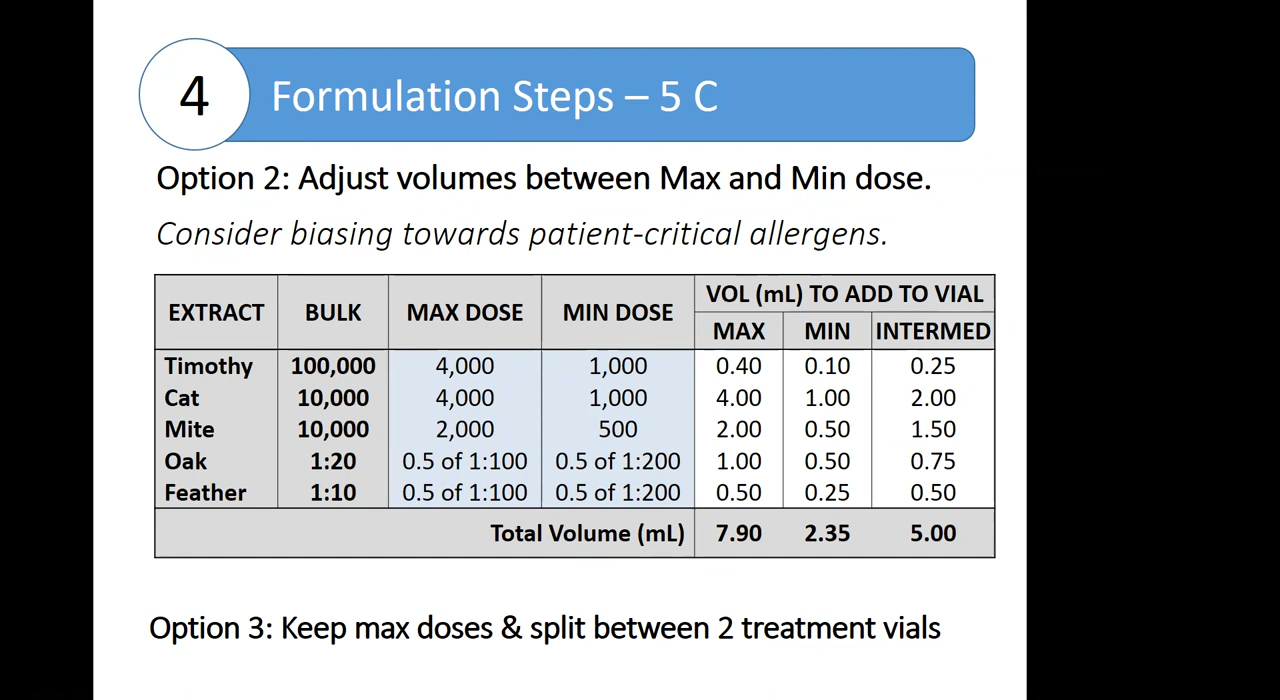 4
Formulation Steps – 5 C
Option 2: Adjust volumes between Max and Min dose.
Consider biasing towards patient-critical allergens.
EXTRACT BULK MAX DOSE MIN DOSE VOL (mL) TO ADD TO VIAL
MAX MIN INTERMED
Timothy 100,000 4,000 1,000 0.40 0.10 0.25
Cat 10,000 4,000 1,000 4.00 1.00 2.00
Mite 10,000 2,000 500 2.00 0.50 1.50
Oak 1:20 0.5 of 1:100 0.5 of 1:200 1.00 0.50 0.75
Feather 1:10 0.5 of 1:100 0.5 of 1:200 0.50 0.25 0.50
Total Volume (mL) 7.90 2.35 5.00
Option 3: Keep max doses & split between 2 treatment vials